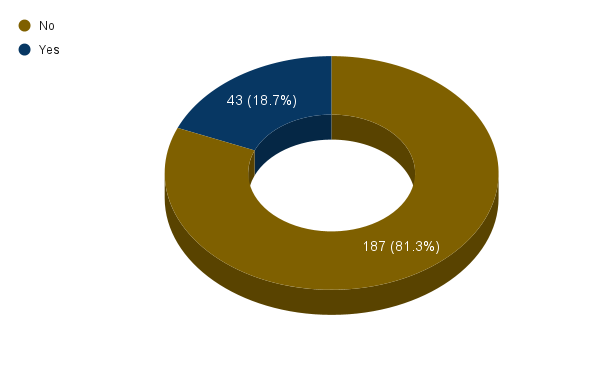 No
Yes
43 (18.7%)
187 (81.3%)